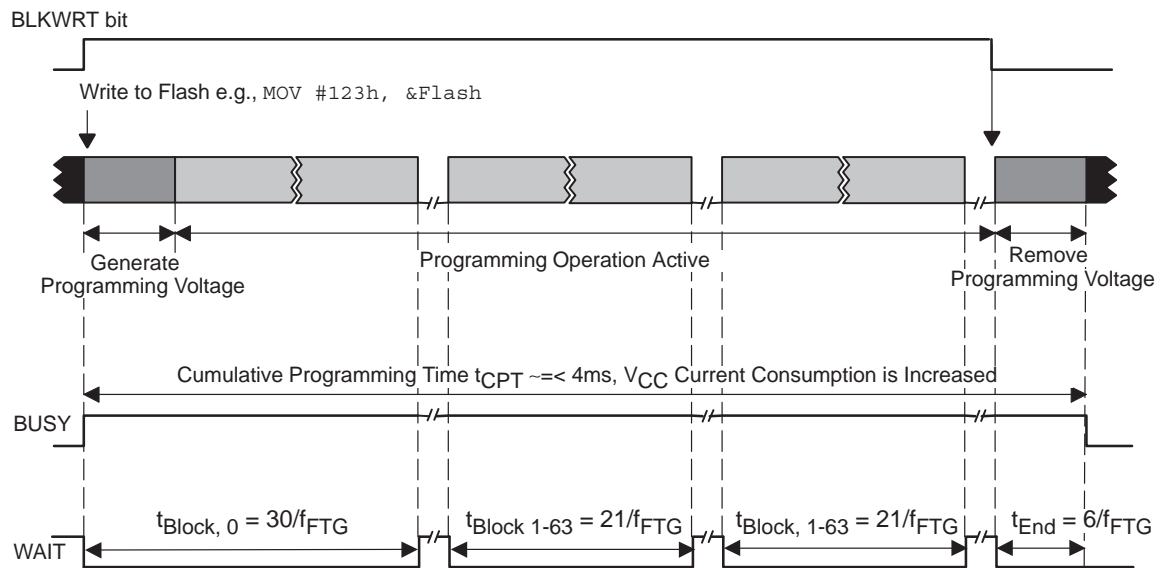 BLKWRT bit
Write to Flash e.g., MOV #123h, &Flash
Generate
Programming Voltage
Programming Operation Active
Remove
Programming Voltage
Cumulative Programming Time tCPT ~=< 4ms, VCC Current Consumption is Increased
BUSY
tBlock, 0 = 30/fFTG
tBlock 1-63 = 21/fFTG
tBlock, 1-63 = 21/fFTG
tEnd = 6/fFTG
WAIT